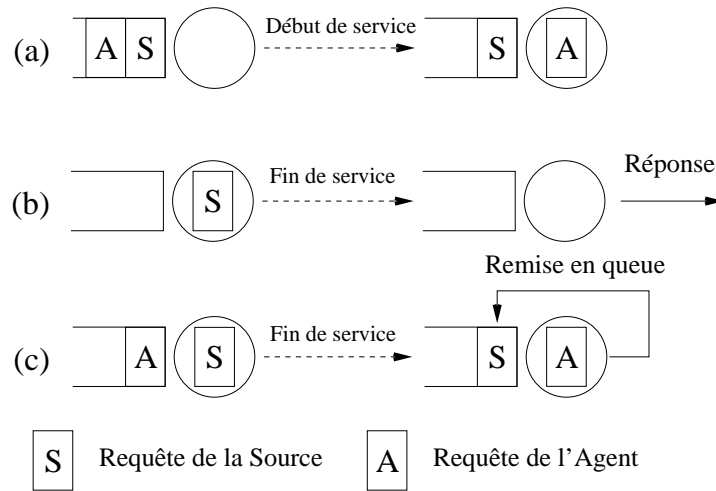 (a) A S Début de service S A
(b) S Fin de service Réponse
Remise en queue
(c) A S Fin de service S A
S Requête de la Source A Requête de l'Agent